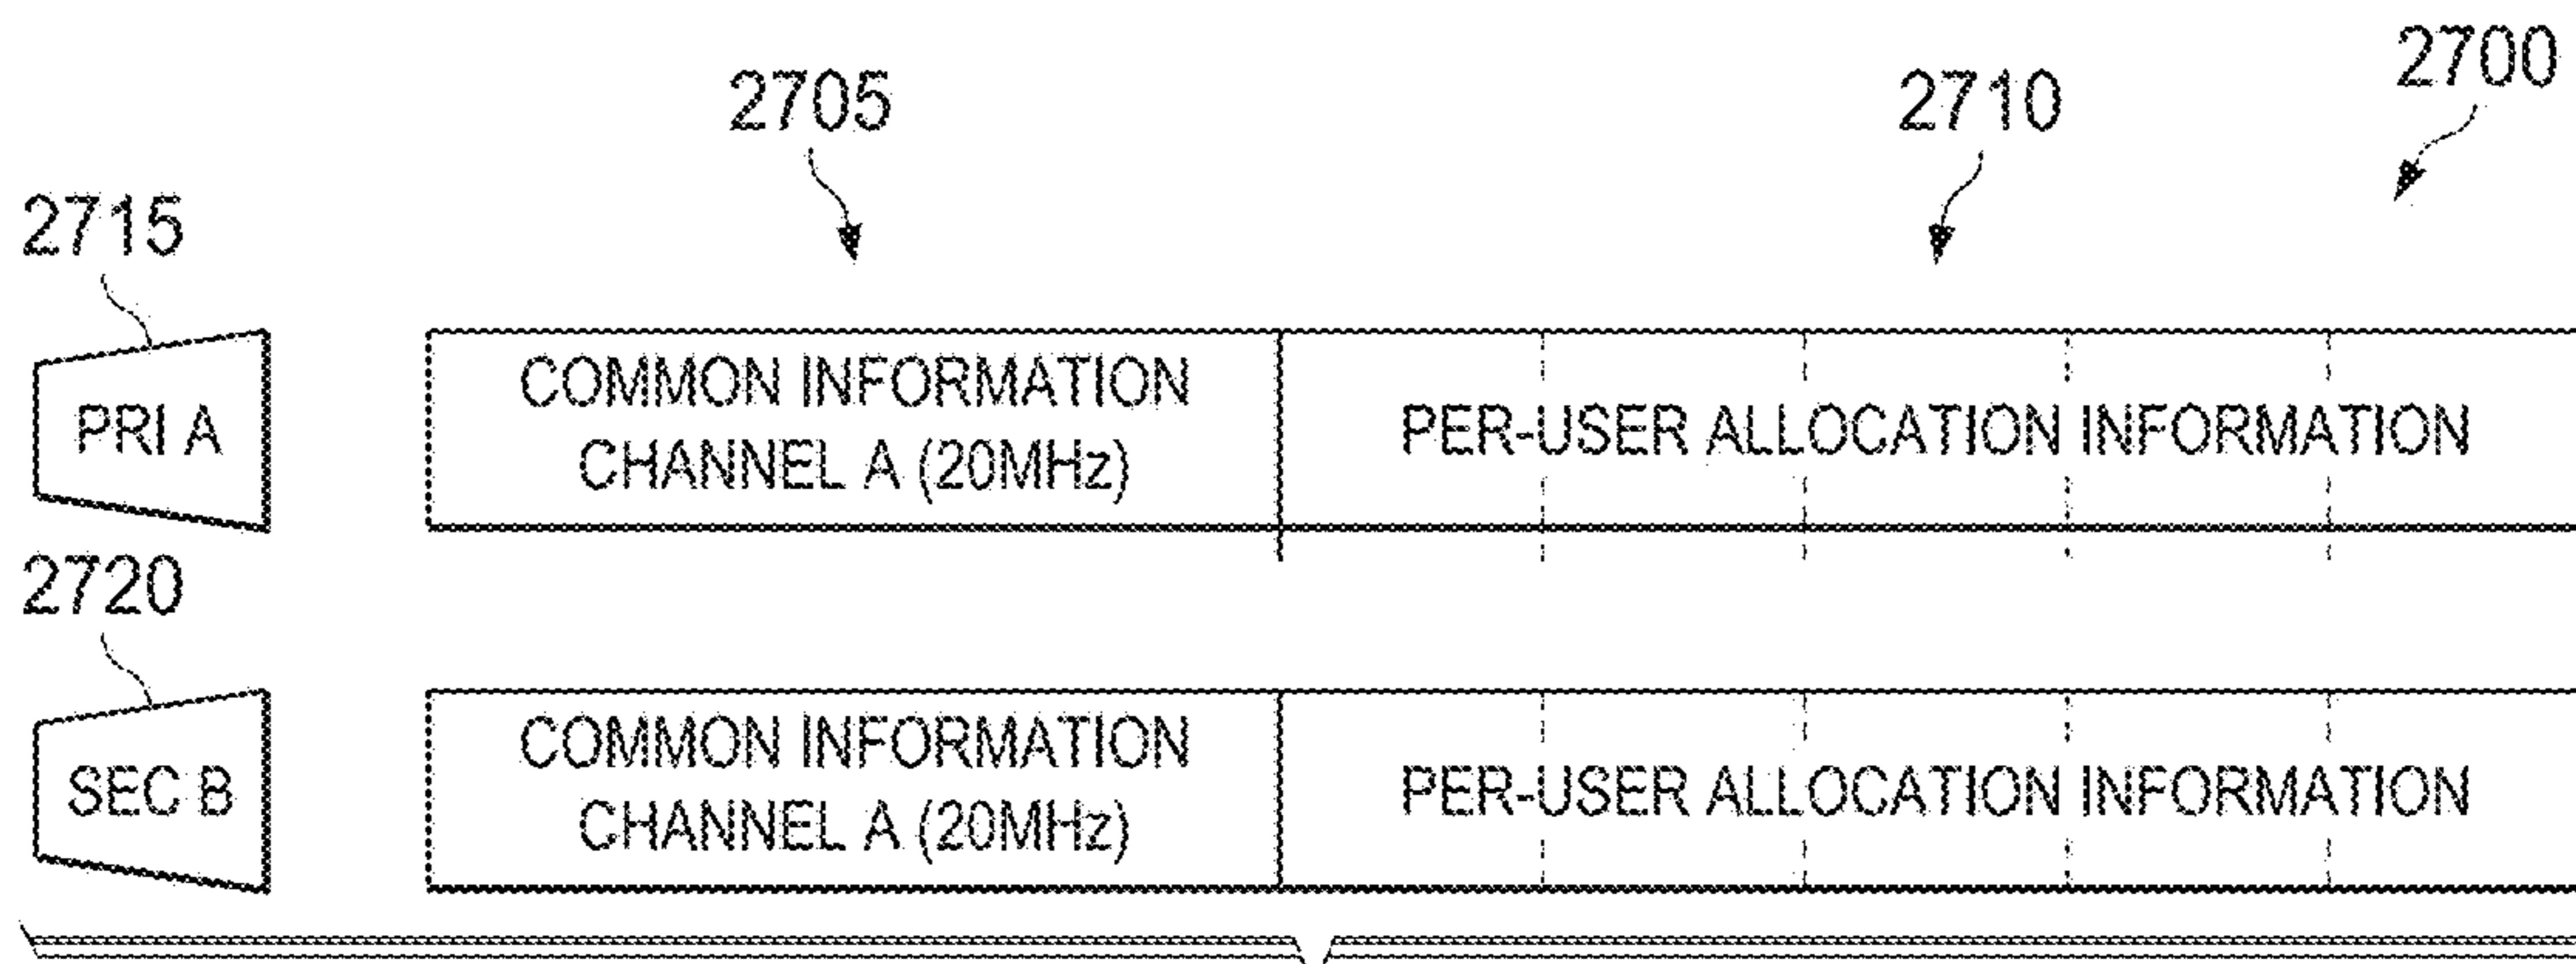 2700
2705
2710
2715
PRI A
COMMON INFORMATION
CHANNEL A (20MHz)
PER-USER ALLOCATION INFORMATION
2720
SEC B
COMMON INFORMATION
CHANNEL A (20MHz)
PER-USER ALLOCATION INFORMATION